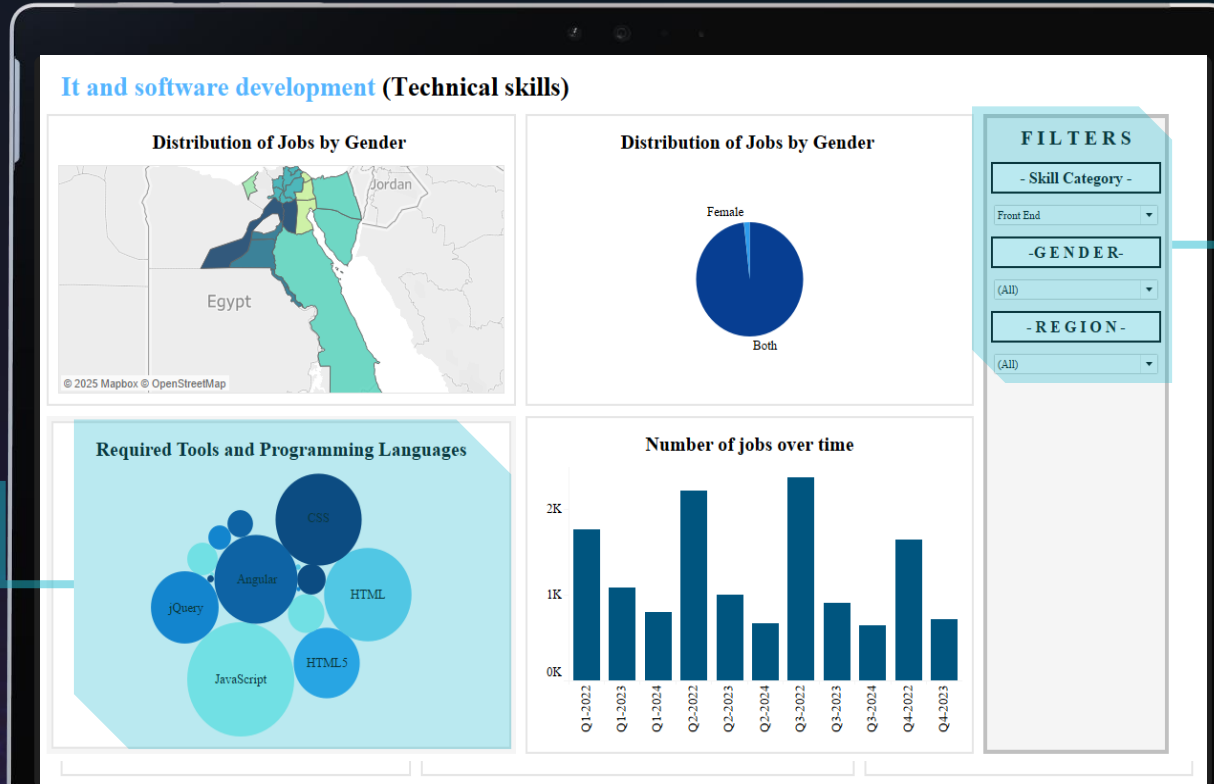 It and software development (Technical skills)
Distribution of Jobs by Gender
Jordan
Egypt
© 2025 Mapbox © OpenStreetMap
Distribution of Jobs by Gender
Female
Both
FILTERS
- Skill Category -
Front End
-GENDER-
(All)
-REGION-
(All)
Required Tools and Programming Languages
CSS
Angular
HTML
jQuery
HTML5
JavaScript
Number of jobs over time
2K
1K
0K
Q1-2022
Q1-2023
Q1-2024
Q2-2022
Q2-2023
Q2-2024
Q3-2022
Q3-2023
Q3-2024
Q4-2022
Q4-2023